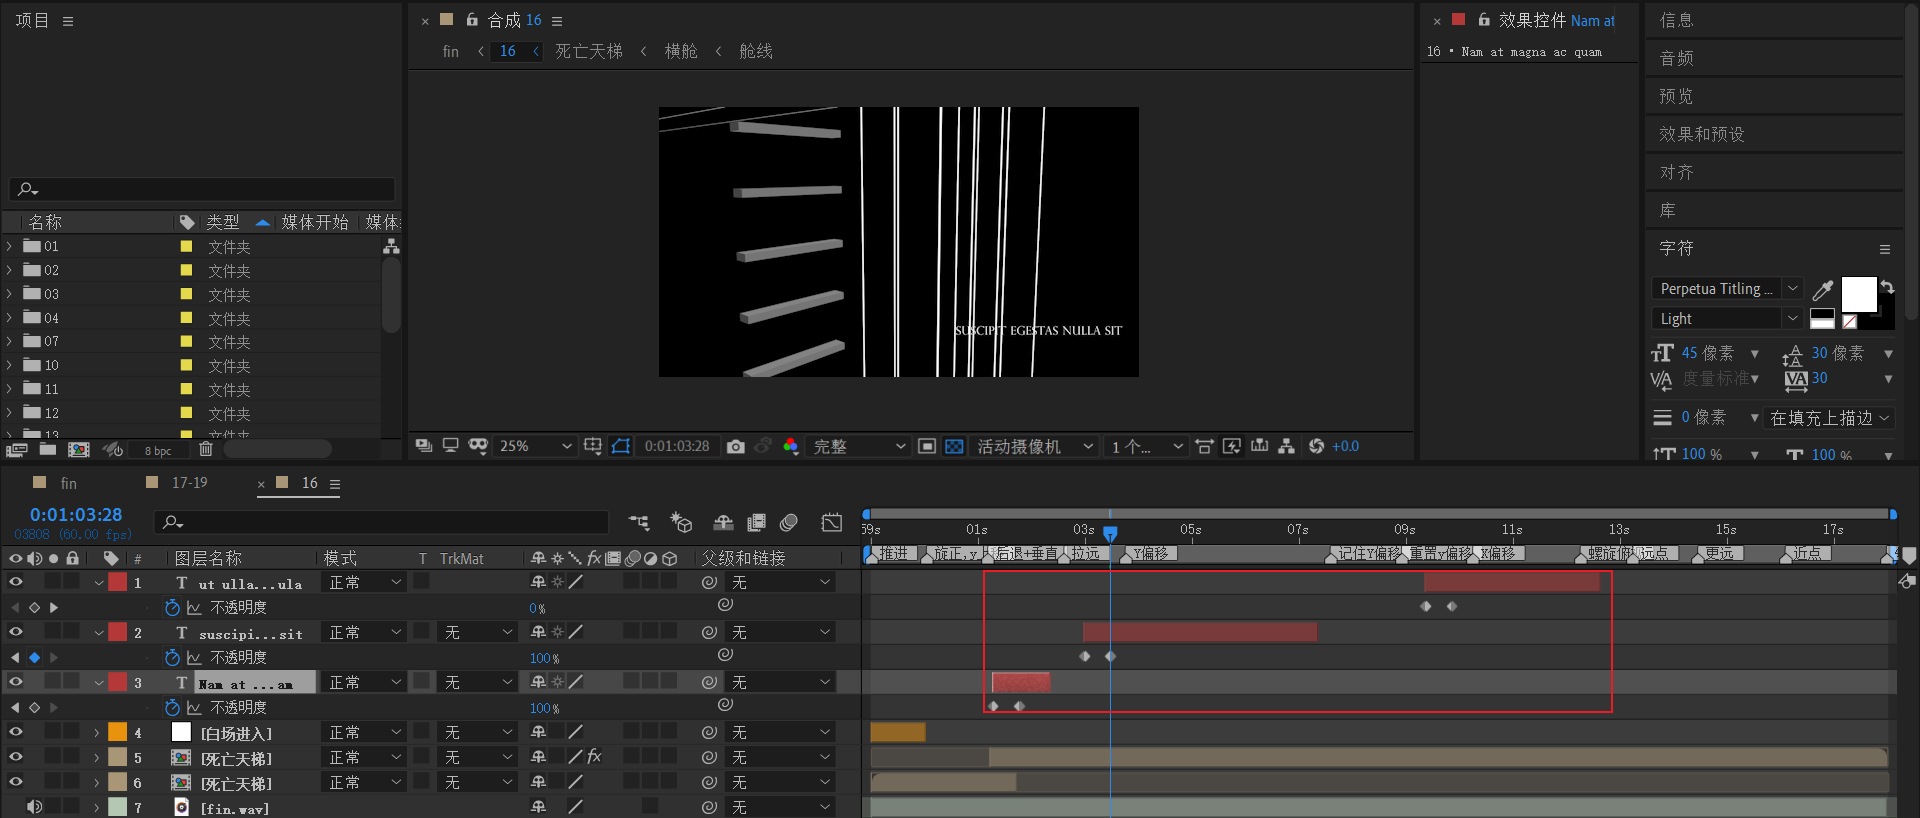 项目
合成 16
效果控件 Nam at
信息
fin
16
死亡天梯
横舱
舱线
16 • Nam at magna ac quam
音频
预览
效果和预设
对齐
库
字符
SUSCIPIT EGESTAS NULLA SIT
名称
类型
媒体开始
媒体
01 文件夹
02 文件夹
03 文件夹
04 文件夹
07 文件夹
10 文件夹
11 文件夹
12 文件夹
13 文件夹
Perpetua Titling ...
Light
45 像素
30 像素
度量标准
30
0 像素
在填充上描边
100 %
100 %
8 bpc
25%
0:01:03:28
完整
活动摄像机
1 个...
+0.0
fin
17-19
16
0:01:03:28
03808 (60.00 fps)
:59s 01s 03s 05s 07s 09s 11s 13s 15s 17s
推进
旋正,y
后退+垂直
拉远
Y偏移
记住Y偏移
重置y偏移
X偏移
更远
近点
# 图层名称 模式 T TrkMat fx 父级和链接
1 T ut ulla...ula 正常 无
不透明度 0%
2 T suscipi...sit 正常 无 无
不透明度 100%
3 T Nam at ...am 正常 无 无
不透明度 100%
4 [白场进入] 正常 无 无
5 [死亡天梯] 正常 无 fx 无
6 [死亡天梯] 正常 无 无
7 [fin.wav] 无